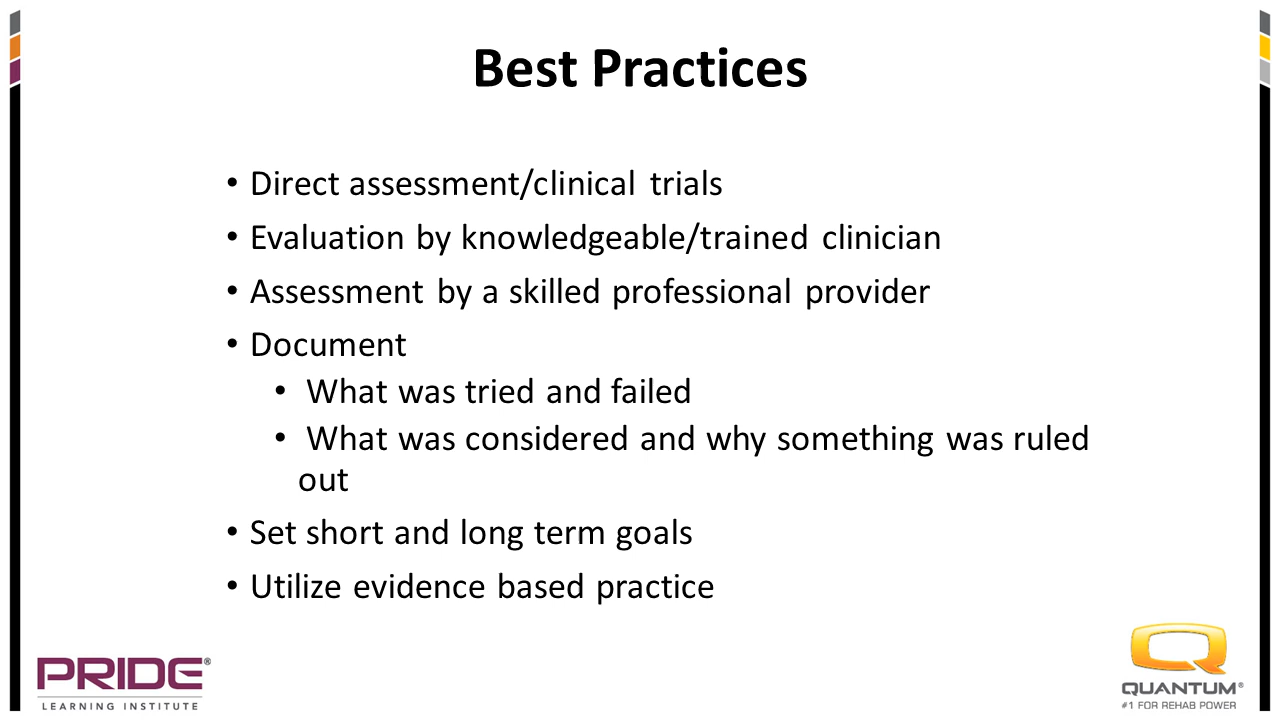 Best Practices
• Direct assessment/clinical trials
• Evaluation by knowledgeable/trained clinician
• Assessment by a skilled professional provider
• Document
• What was tried and failed
• What was considered and why something was ruled
out
• Set short and long term goals
• Utilize evidence based practice
PRIDE®
LEARNING INSTITUTE
QUANTUM®
#1 FOR REHAB POWER